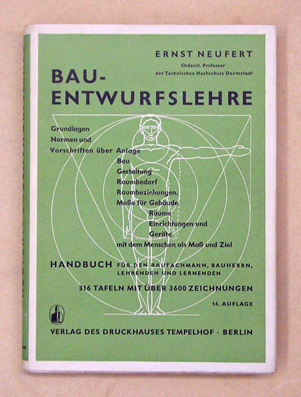 ERNST NEUFERT
Ordentl. Professor
der Technischen Hochschule Darmstadt
BAU-
ENTWURFSLEHRE
Grundlagen
Normen und
Vorschriften über Anlage
Bau
Gestaltung
Raumbedarf
Raumbeziehungen.
Maße für Gebäude.
Räume
Einrichtungen und
Geräte
mit dem Menschen als Maß und Ziel
HANDBUCH FÜR DEN BAUFACHMANN, BAUHERRN,
LEHRENDEN UND LERNENDEN
316 TAFELN MIT ÜBER 3600 ZEICHNUNGEN
14. AUFLAGE
VERLAG DES DRUCKHAUSES TEMPELHOF · BERLIN